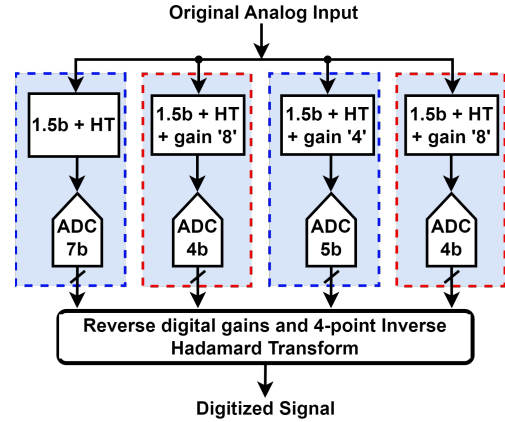 Original Analog Input
1.5b + HT
1.5b + HT
+ gain '8'
1.5b + HT
+ gain '4'
1.5b + HT
+ gain '8'
ADC
7b
ADC
4b
ADC
5b
ADC
4b
Reverse digital gains and 4-point Inverse
Hadamard Transform
Digitized Signal